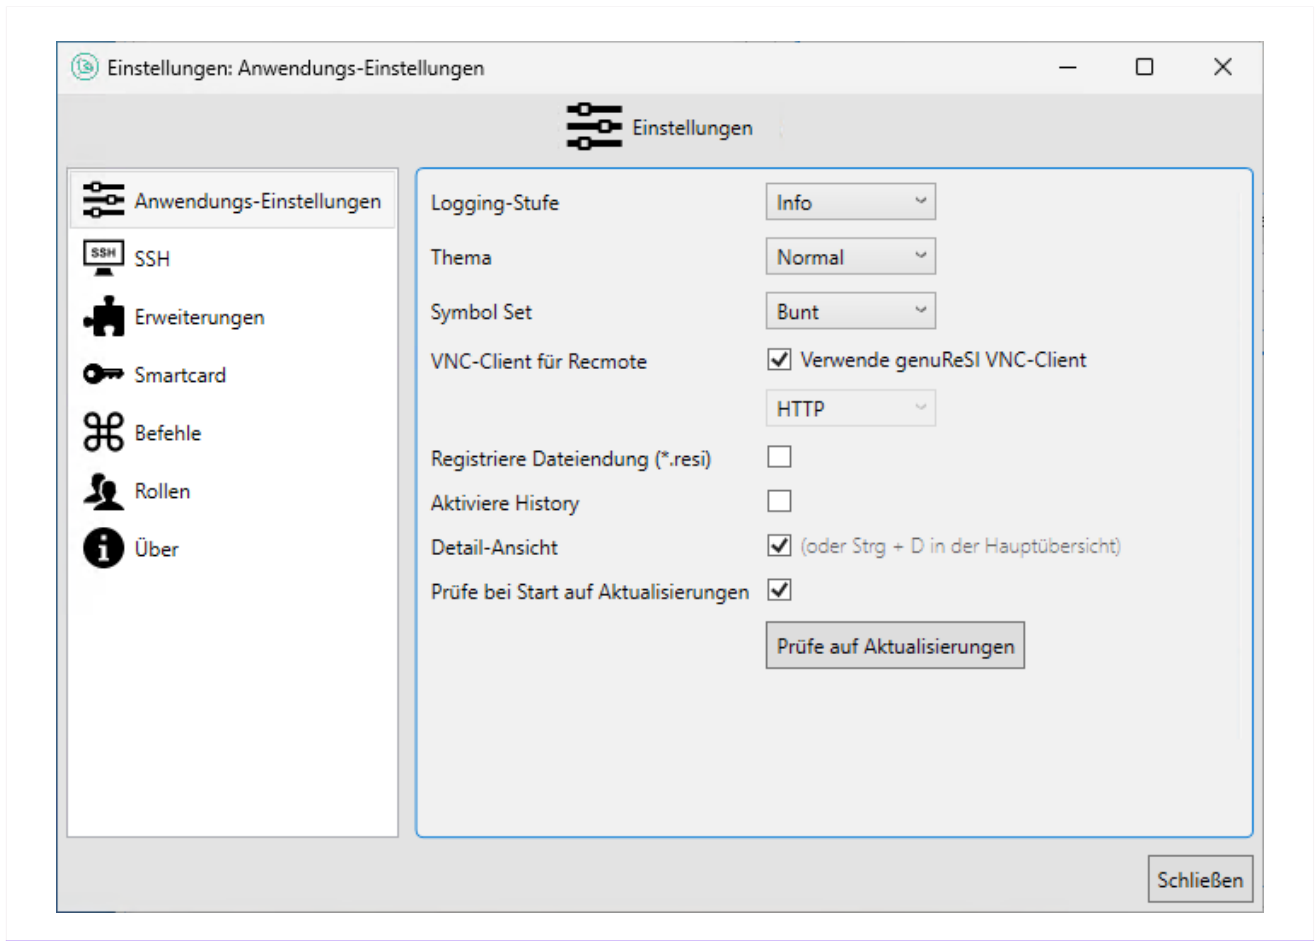 Einstellungen: Anwendungs-Einstellungen
Einstellungen
Anwendungs-Einstellungen
SSH
SSH
Erweiterungen
Smartcard
Befehle
Rollen
Über
Logging-Stufe Info
Thema Normal
Symbol Set Bunt
VNC-Client für Recmote Verwende genuReSI VNC-Client
HTTP
Registriere Dateiendung (*.resi)
Aktiviere History
Detail-Ansicht (oder Strg + D in der Hauptübersicht)
Prüfe bei Start auf Aktualisierungen
Prüfe auf Aktualisierungen
Schließen